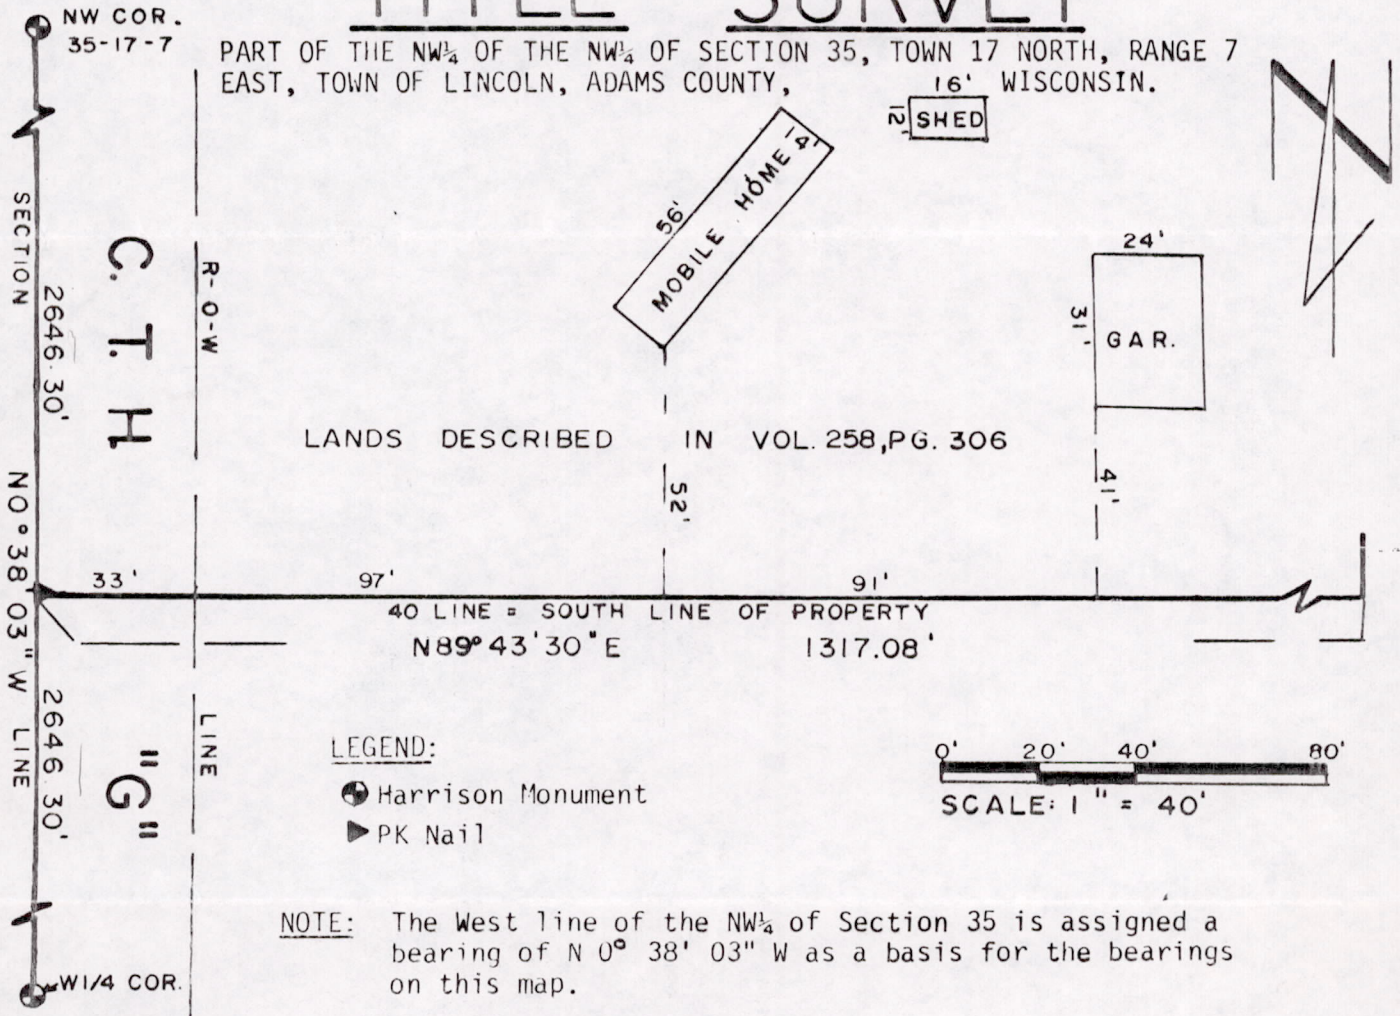 TITLE SURVEY
NW COR.
35-17-7
PART OF THE NW¼ OF THE NW¼ OF SECTION 35, TOWN 17 NORTH, RANGE 7
EAST, TOWN OF LINCOLN, ADAMS COUNTY, WISCONSIN.
16'
12'
SHED
14'
56'
MOBILE HOME
N
24'
31'
GAR.
SECTION
2646.30'
C. T. H.
R-O-W
LANDS DESCRIBED IN VOL. 258, PG. 306
52'
41'
N0°38'03"W LINE
33'
97'
91'
40 LINE = SOUTH LINE OF PROPERTY
N89°43'30"E 1317.08'
2646.30'
"G"
LINE
LEGEND:
Harrison Monument
PK Nail
0' 20' 40' 80'
SCALE: 1" = 40'
NOTE: The West line of the NW¼ of Section 35 is assigned a
bearing of N 0° 38' 03" W as a basis for the bearings
on this map.
W1/4 COR.